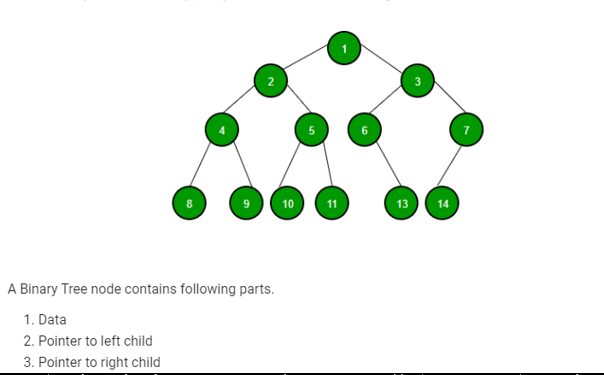 1
2 3
4 5 6 7
8 9 10 11 13 14
A Binary Tree node contains following parts.
1. Data
2. Pointer to left child
3. Pointer to right child